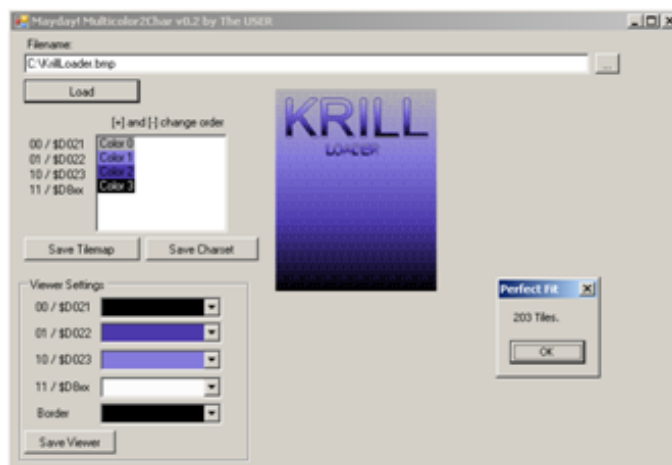 Mayday! Multicolor2Char v0.2 by The USER
Filename:
C:\KrillLoader.bmp
...
Load
[+] and [-] change order
00 / $D021
01 / $D022
10 / $D023
11 / $D8xx
Color 0
Color 1
Color 2
Color 3
Save Tilemap
Save Charset
KRILL
LOADER
Viewer Settings
00 / $D021
01 / $D022
10 / $D023
11 / $D8xx
Border
Save Viewer
Perfect Fit
203 Tiles.
OK